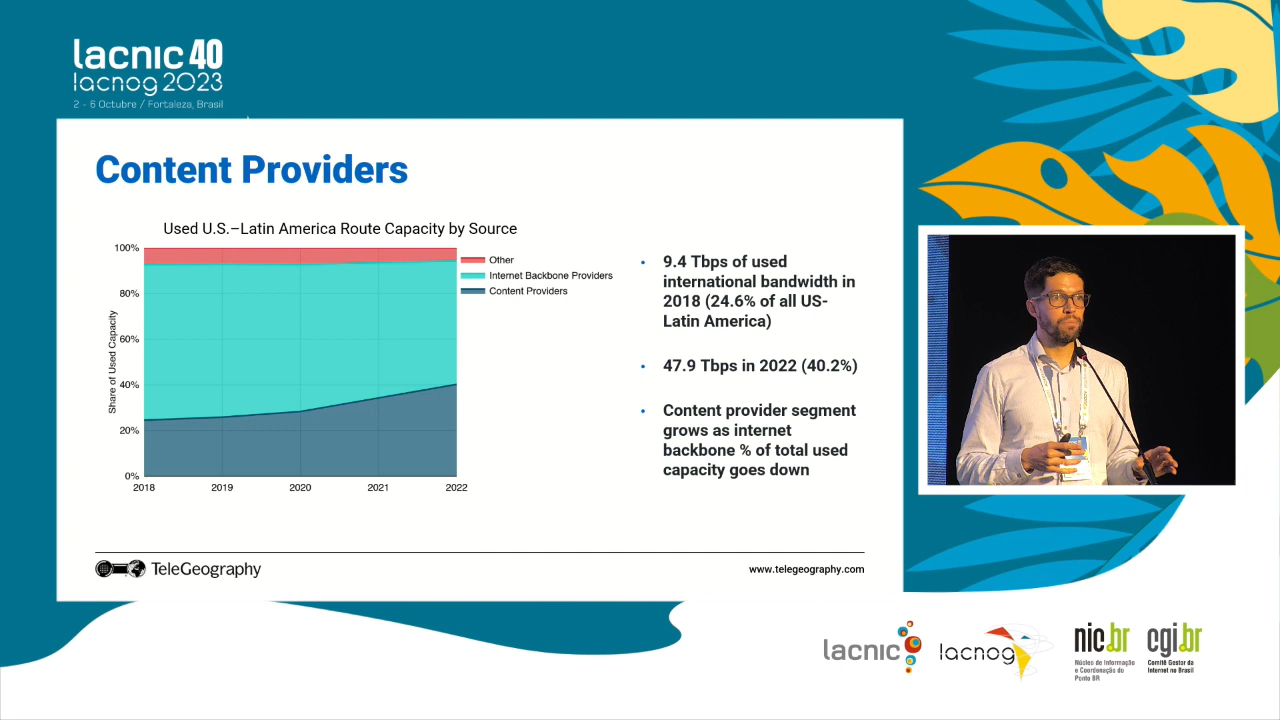 lacnic 40
lacnog 2023
2 - 6 Octubre / Fortaleza, Brasil
Content Providers
Used U.S.–Latin America Route Capacity by Source
100%
80%
60%
40%
20%
0%
Share of Used Capacity
2018 2019 2020 2021 2022
Other
Internet Backbone Providers
Content Providers
• 9.4 Tbps of used
international bandwidth in
2018 (24.6% of all US-
Latin America)
• 47.9 Tbps in 2022 (40.2%)
• Content provider segment
grows as internet
backbone % of total used
capacity goes down
TeleGeography
www.telegeography.com
lacnic
lacnog
nic.br
Núcleo de Informação
e Coordenação do
Ponto BR
cgi.br
Comitê Gestor da
Internet no Brasil